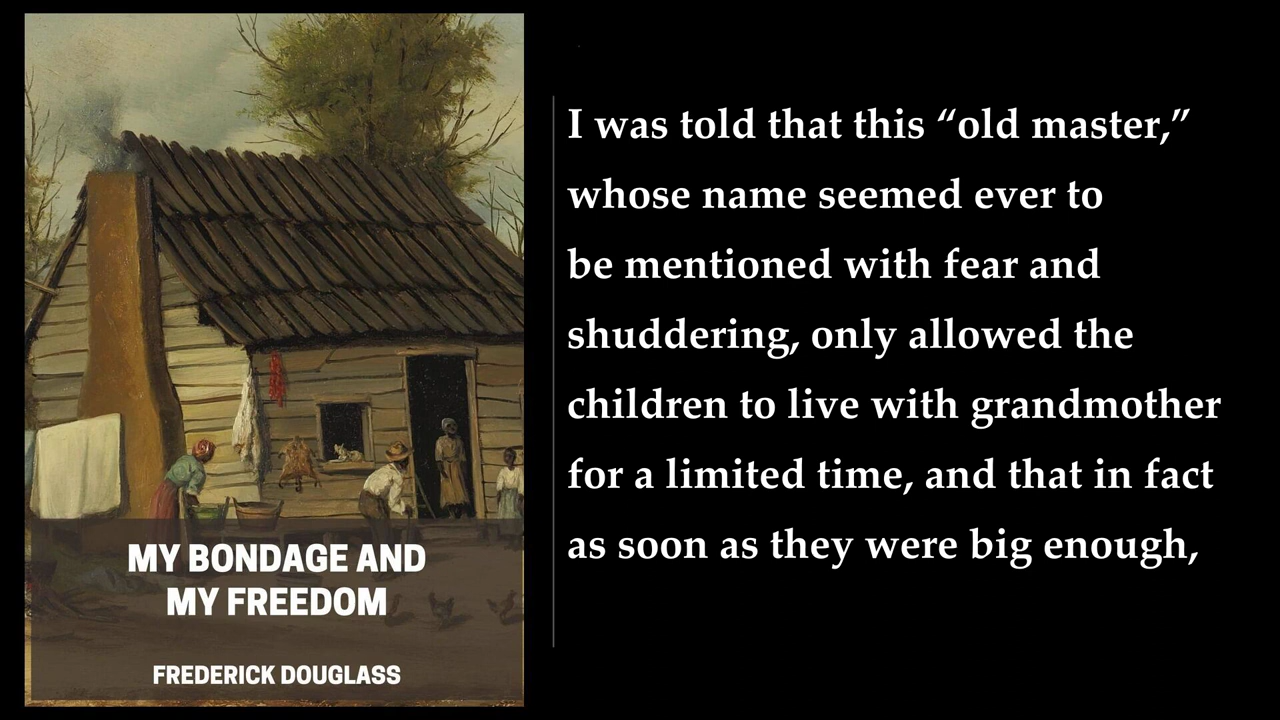 MY BONDAGE AND
MY FREEDOM
FREDERICK DOUGLASS
I was told that this “old master,”
whose name seemed ever to
be mentioned with fear and
shuddering, only allowed the
children to live with grandmother
for a limited time, and that in fact
as soon as they were big enough,